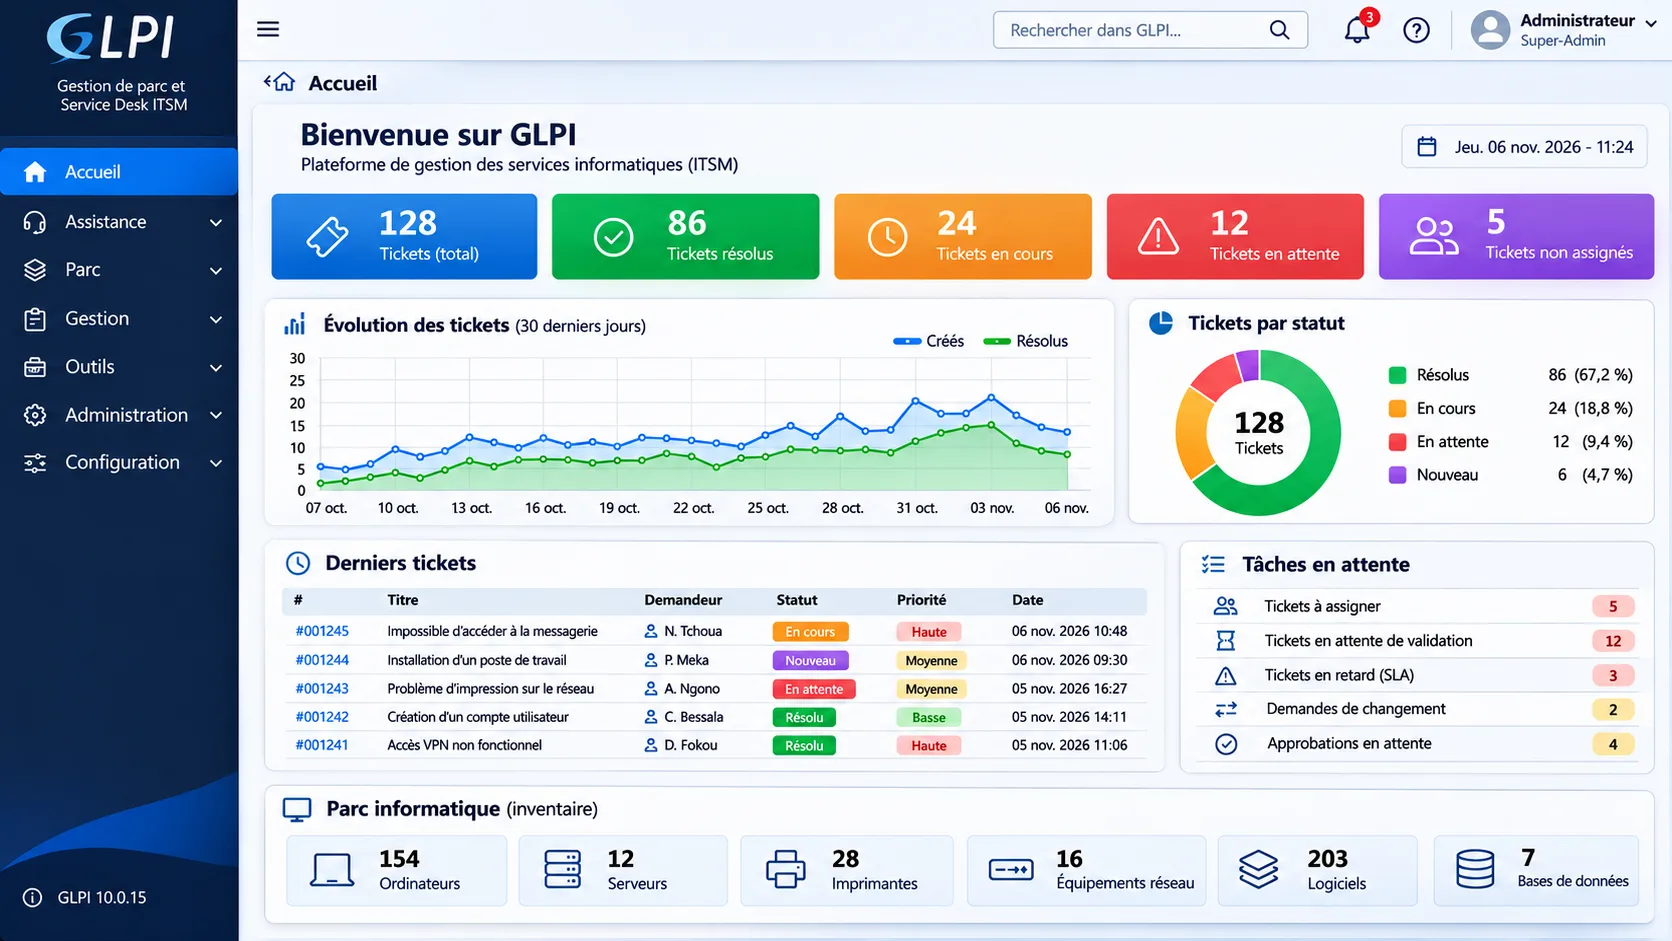 GLPI
Gestion de parc et
Service Desk ITSM
Accueil
Assistance
Parc
Gestion
Outils
Administration
Configuration
GLPI 10.0.15
Rechercher dans GLPI...
3
Administrateur
Super-Admin
Accueil
Bienvenue sur GLPI
Plateforme de gestion des services informatiques (ITSM)
Jeu. 06 nov. 2026 - 11:24
128
Tickets (total)
86
Tickets résolus
24
Tickets en cours
12
Tickets en attente
5
Tickets non assignés
Évolution des tickets (30 derniers jours)
Créés Résolus
30
25
20
15
10
5
0
07 oct. 10 oct. 13 oct. 16 oct. 19 oct. 22 oct. 25 oct. 28 oct. 31 oct. 03 nov. 06 nov.
Tickets par statut
128
Tickets
Résolus 86 (67,2 %)
En cours 24 (18,8 %)
En attente 12 (9,4 %)
Nouveau 6 (4,7 %)
Derniers tickets
# Titre Demandeur Statut Priorité Date
#001245 Impossible d'accéder à la messagerie N. Tchoua En cours Haute 06 nov. 2026 10:48
#001244 Installation d'un poste de travail P. Meka Nouveau Moyenne 06 nov. 2026 09:30
#001243 Problème d'impression sur le réseau A. Ngono En attente Moyenne 05 nov. 2026 16:27
#001242 Création d'un compte utilisateur C. Bessala Résolu Basse 05 nov. 2026 14:11
#001241 Accès VPN non fonctionnel D. Fokou Résolu Haute 05 nov. 2026 11:06
Tâches en attente
Tickets à assigner 5
Tickets en attente de validation 12
Tickets en retard (SLA) 3
Demandes de changement 2
Approbations en attente 4
Parc informatique (inventaire)
154
Ordinateurs
12
Serveurs
28
Imprimantes
16
Équipements réseau
203
Logiciels
7
Bases de données